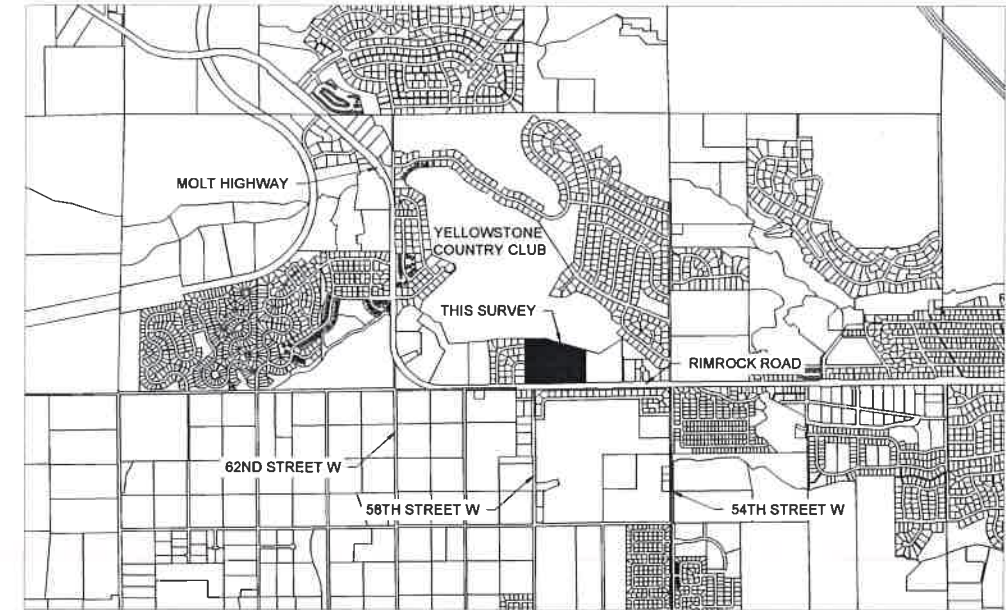 MOLT HIGHWAY
YELLOWSTONE
COUNTRY CLUB
THIS SURVEY
RIMROCK ROAD
62ND STREET W
58TH STREET W
54TH STREET W